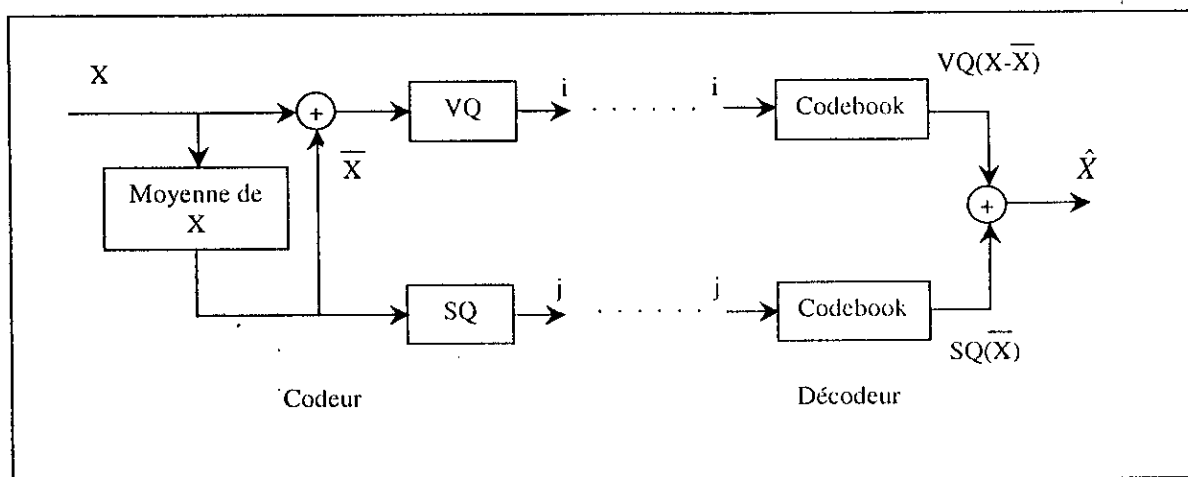 X
VQ(X-X̅)
+
VQ
i
. . . . . .
i
Codebook
X̅
X̂
Moyenne de
X
+
SQ
j
. . . . . .
j
Codebook
SQ(X̅)
Codeur
Décodeur